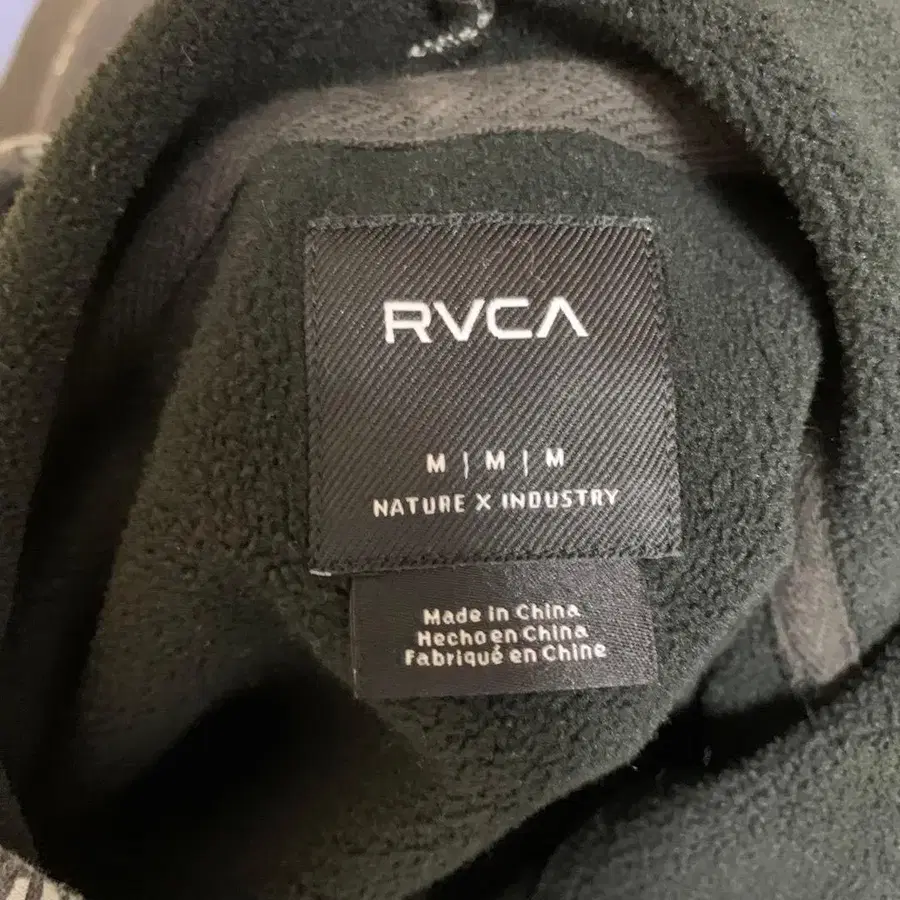 RVCA
M | M | M
NATURE X INDUSTRY
Made in China
Hecho en China
Fabriqué en Chine